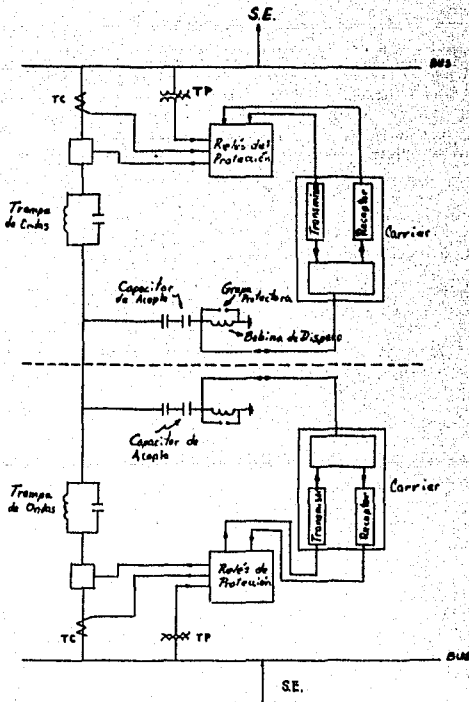 S.E.
BUS
TC
TP
Relés de
Protección
Transmisor
Receptor
Carrier
Trampa
de Ondas
Capacitor
de Acople
Grapa
Protectora
Bobina de Disparo
Capacitor de
Acople
Trampa
de Ondas
Carrier
Transmisor
Receptor
Relés de
Protección
TC
TP
BUS
S.E.